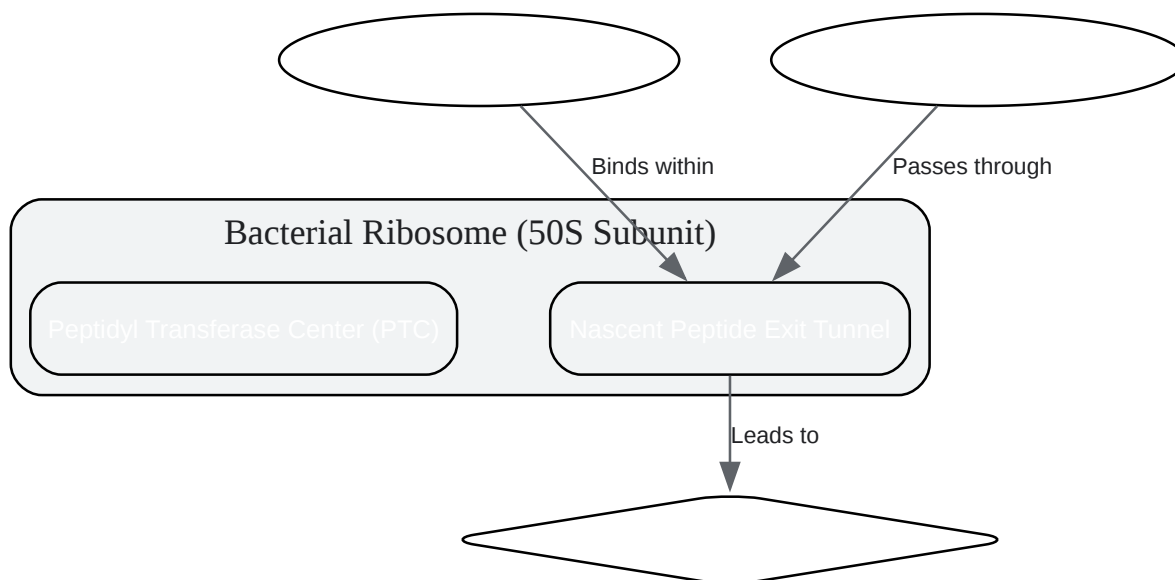 Binds within
Passes through
Bacterial Ribosome (50S Subunit)
Peptidyl Transferase Center (PTC)
Nascent Peptide Exit Tunnel
Leads to